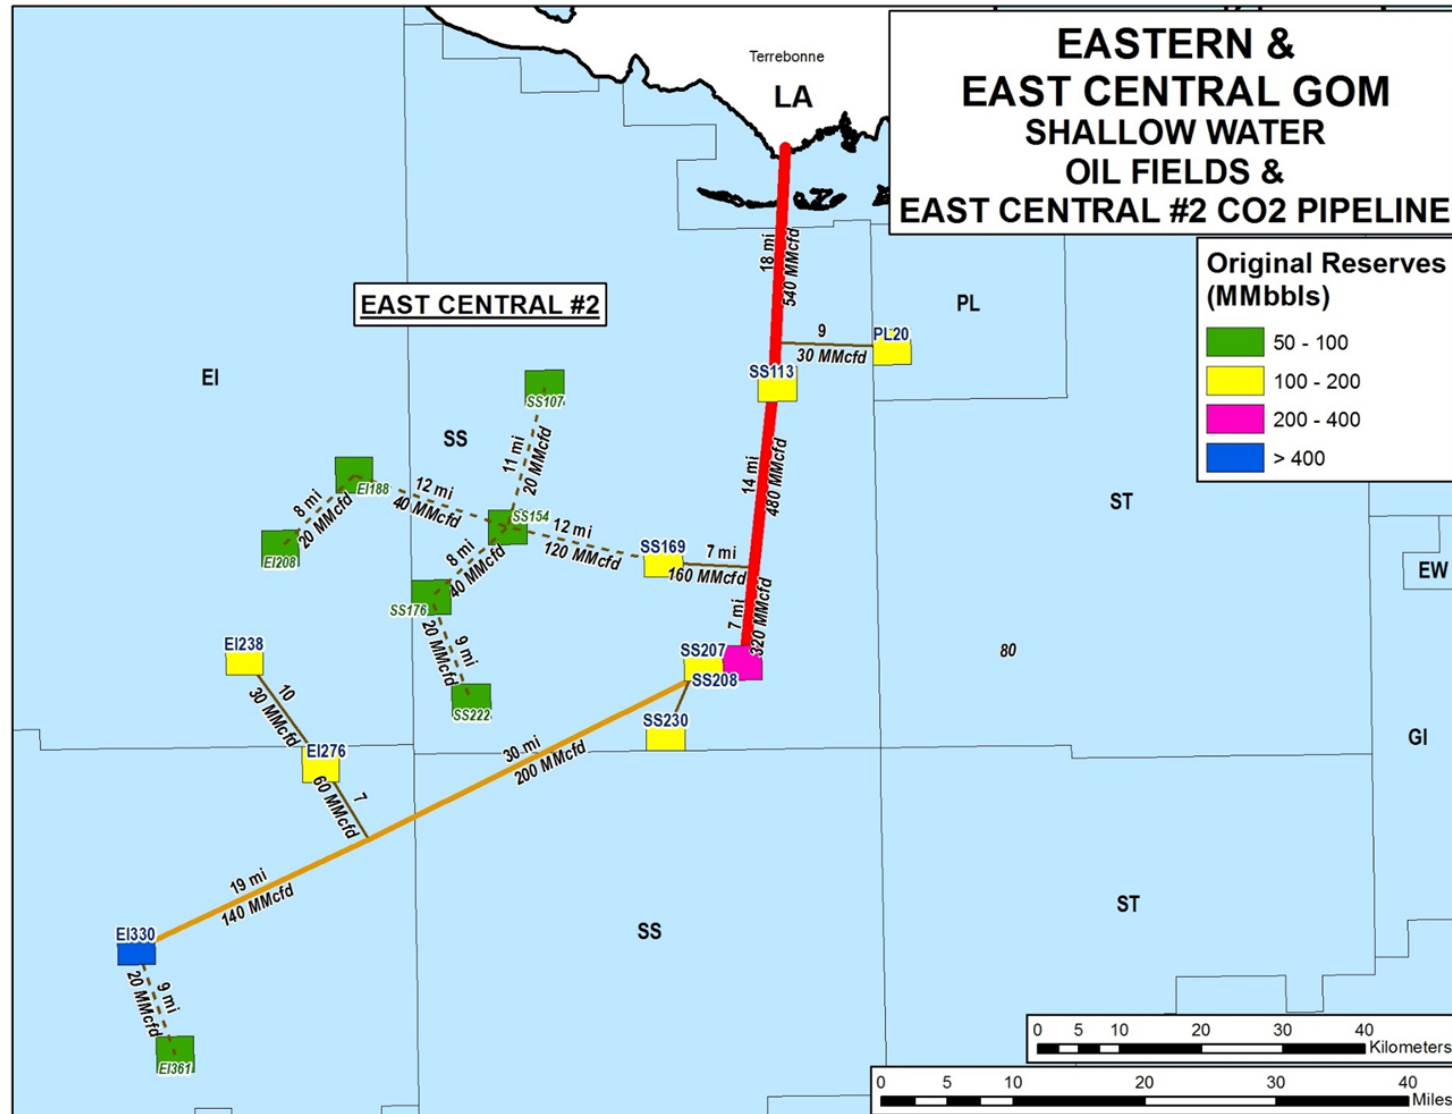 Terrebonne
LA
EASTERN &
EAST CENTRAL GOM
SHALLOW WATER
OIL FIELDS &
EAST CENTRAL #2 CO2 PIPELINE
Original Reserves
(MMbbls)
50 - 100
100 - 200
200 - 400
> 400
EAST CENTRAL #2
18 mi
540 MMcfd
PL
9
PL20
30 MMcfd
SS113
EI
SS107
SS
11 mi
20 MMcfd
14 mi
480 MMcfd
EI188
12 mi
40 MMcfd
8 mi
20 MMcfd
EI208
SS154
12 mi
120 MMcfd
SS169
7 mi
160 MMcfd
ST
EW
8 mi
40 MMcfd
SS176
9 mi
20 MMcfd
SS222
7 mi
320 MMcfd
EI238
10
30 MMcfd
SS207
SS208
SS230
80
EI276
7
60 MMcfd
30 mi
200 MMcfd
GI
19 mi
140 MMcfd
EI330
SS
ST
9 mi
20 MMcfd
EI361
0 5 10 20 30 40
Kilometers
0 5 10 20 30 40
Miles